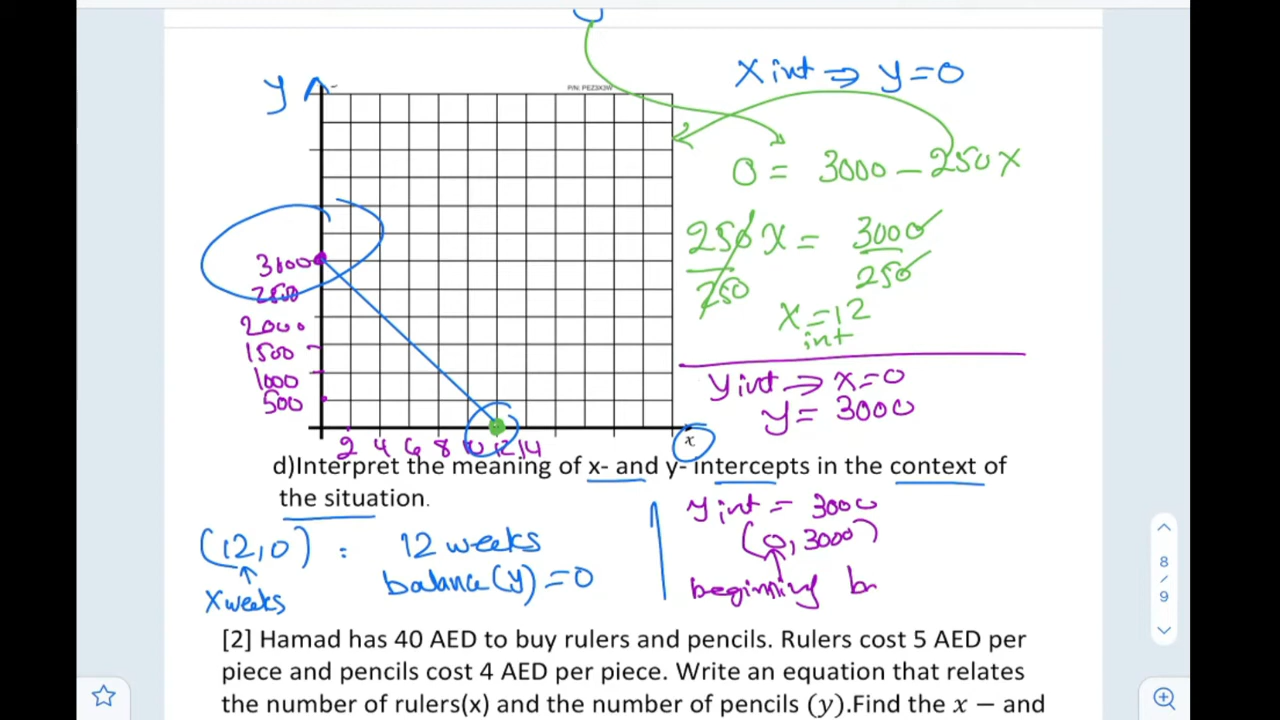 y
P/N: PEZ3X3W
x int ⇒ y=0
0 = 3000 – 250x
250x = 3000
250 250
x = 12
int
3000
2500
2000
1500
1000
500
2 4 6 8 10 12 14
x
y int ⇒ x=0
y = 3000
d)Interpret the meaning of x- and y- intercepts in the context of
the situation.
(12,0) : 12 weeks
balance(y) = 0
x weeks
y int = 3000
(0, 3000)
beginning b
[2] Hamad has 40 AED to buy rulers and pencils. Rulers cost 5 AED per
piece and pencils cost 4 AED per piece. Write an equation that relates
the number of rulers(x) and the number of pencils (y).Find the x − and
8
/
9